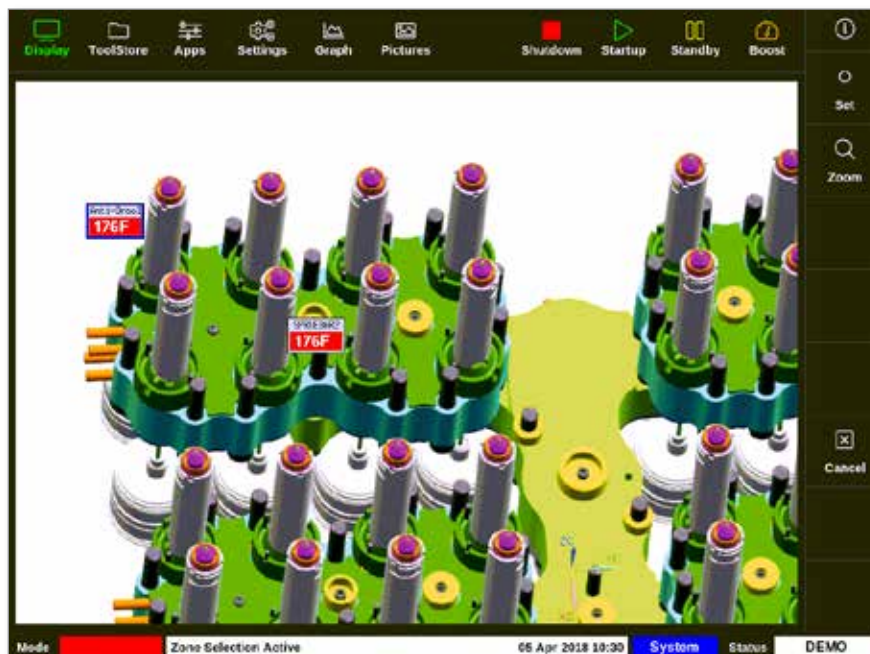 Display ToolStore Apps Settings Graph Pictures Shutdown Startup Standby Boost
Set
Zoom
176F
176F
Cancel
Mode Zone Selection Active 05 Apr 2018 10:30 System Status DEMO